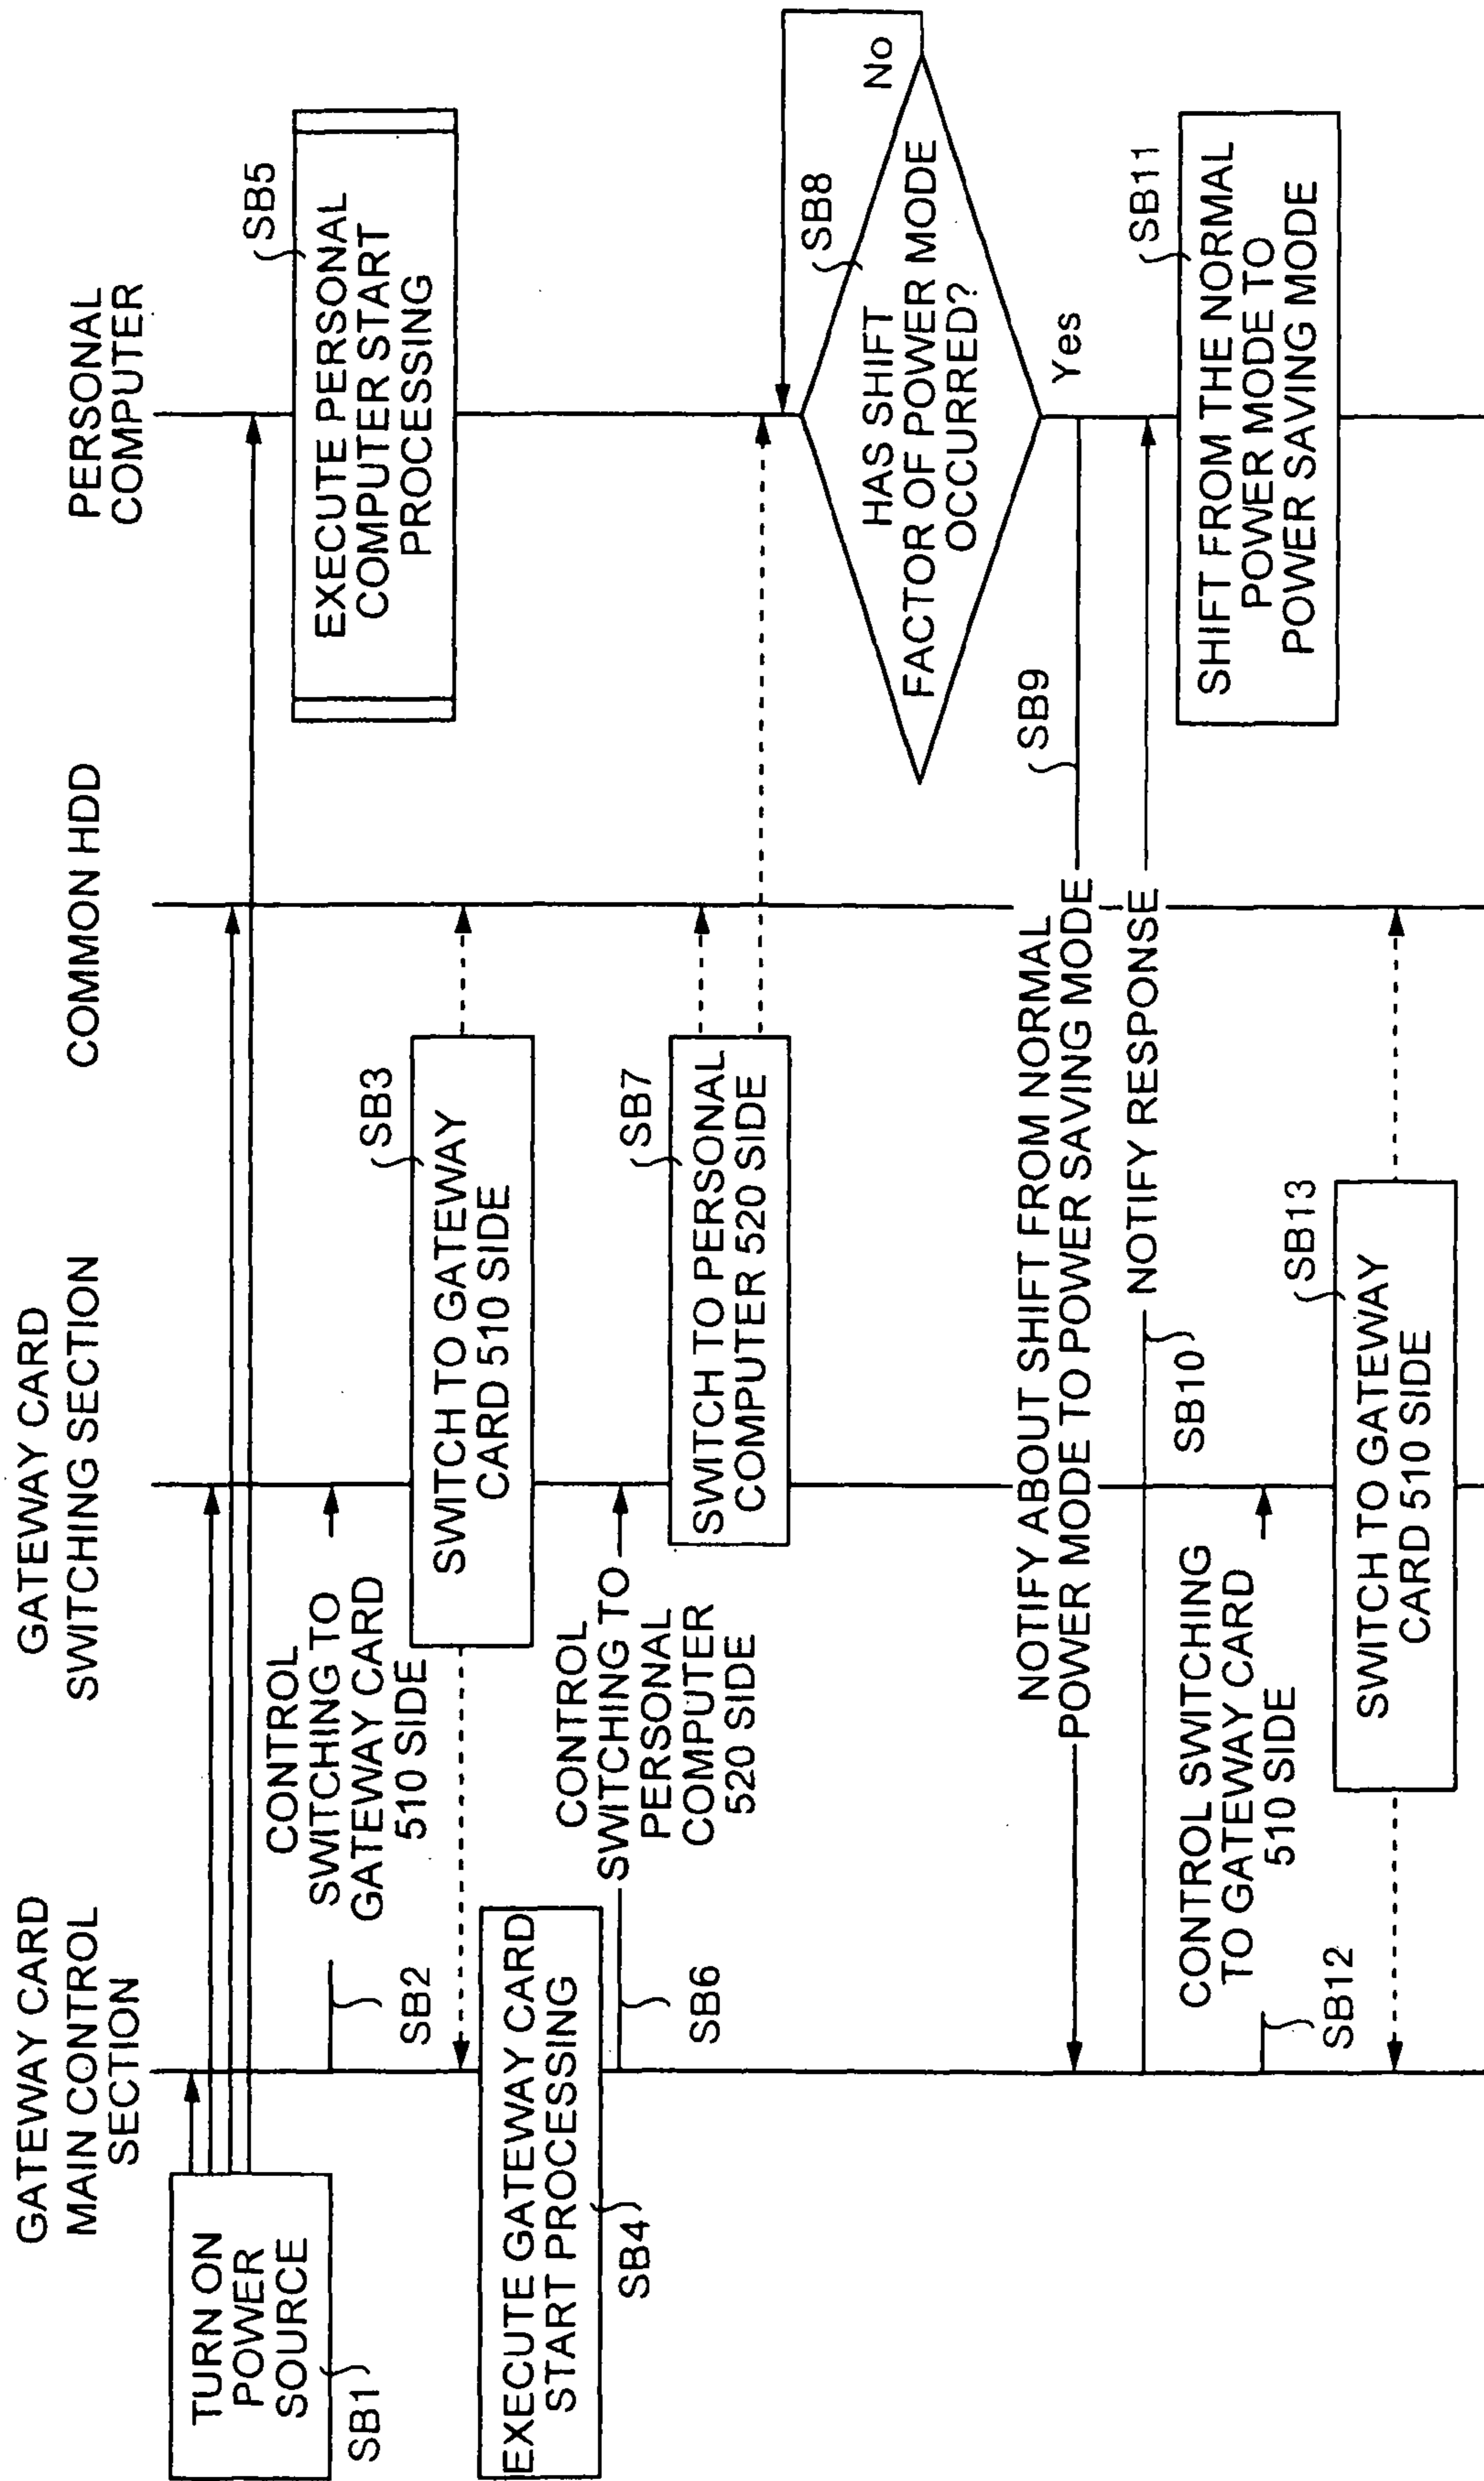 GATEWAY CARD
MAIN CONTROL
SECTION
GATEWAY CARD
SWITCHING SECTION
COMMON HDD
PERSONAL
COMPUTER
TURN ON
POWER
SOURCE
SB1
CONTROL
SWITCHING TO
GATEWAY CARD
510 SIDE
SB2
SB3
SWITCH TO GATEWAY
CARD 510 SIDE
SB5
EXECUTE PERSONAL
COMPUTER START
PROCESSING
EXECUTE GATEWAY CARD
START PROCESSING
SB4
CONTROL
SWITCHING TO
PERSONAL
COMPUTER
520 SIDE
SB6
SB7
SWITCH TO PERSONAL
COMPUTER 520 SIDE
SB8
No
HAS SHIFT
FACTOR OF POWER MODE
OCCURRED?
Yes
SB9
NOTIFY ABOUT SHIFT FROM NORMAL
POWER MODE TO POWER SAVING MODE
NOTIFY RESPONSE
SB10
SB11
SHIFT FROM THE NORMAL
POWER MODE TO
POWER SAVING MODE
CONTROL SWITCHING
TO GATEWAY CARD
510 SIDE
SB12
SB13
SWITCH TO GATEWAY
CARD 510 SIDE